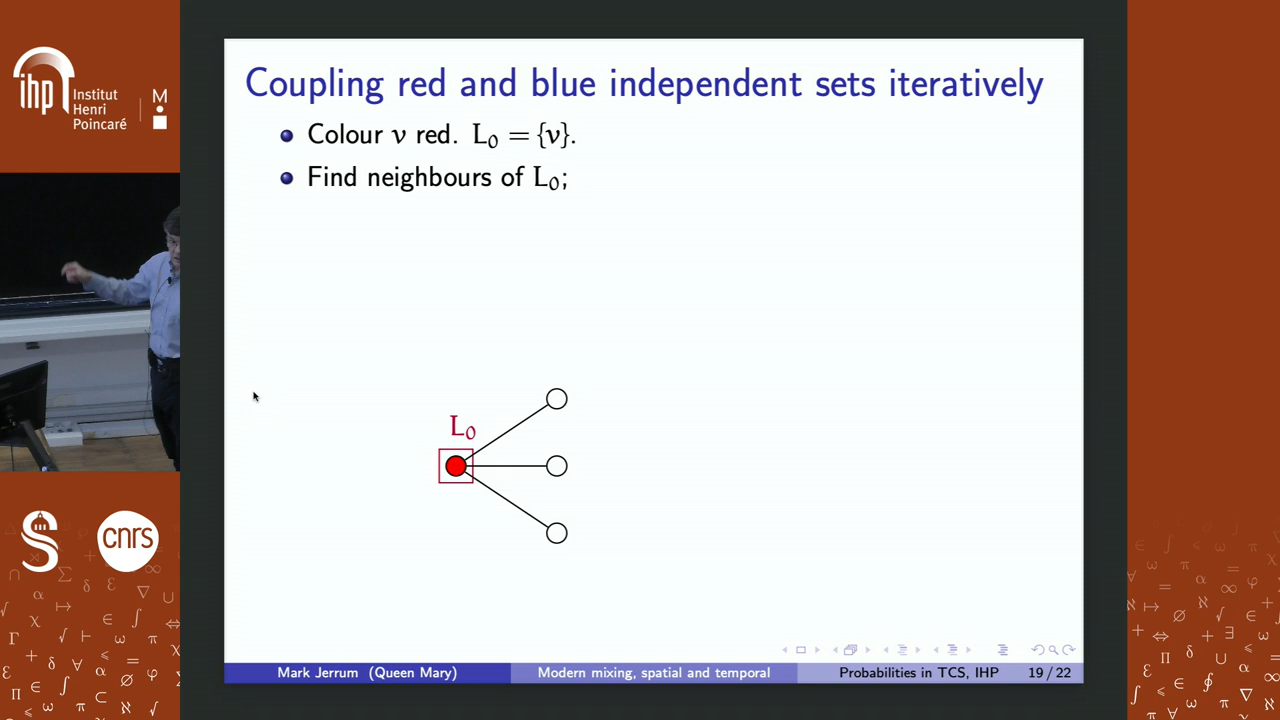 ihp
Institut
Henri
Poincaré
M
Coupling red and blue independent sets iteratively
Colour v red. L₀ = {v}.
Find neighbours of L₀;
L₀
S
cnrs
Mark Jerrum (Queen Mary)
Modern mixing, spatial and temporal
Probabilities in TCS, IHP
19 / 22